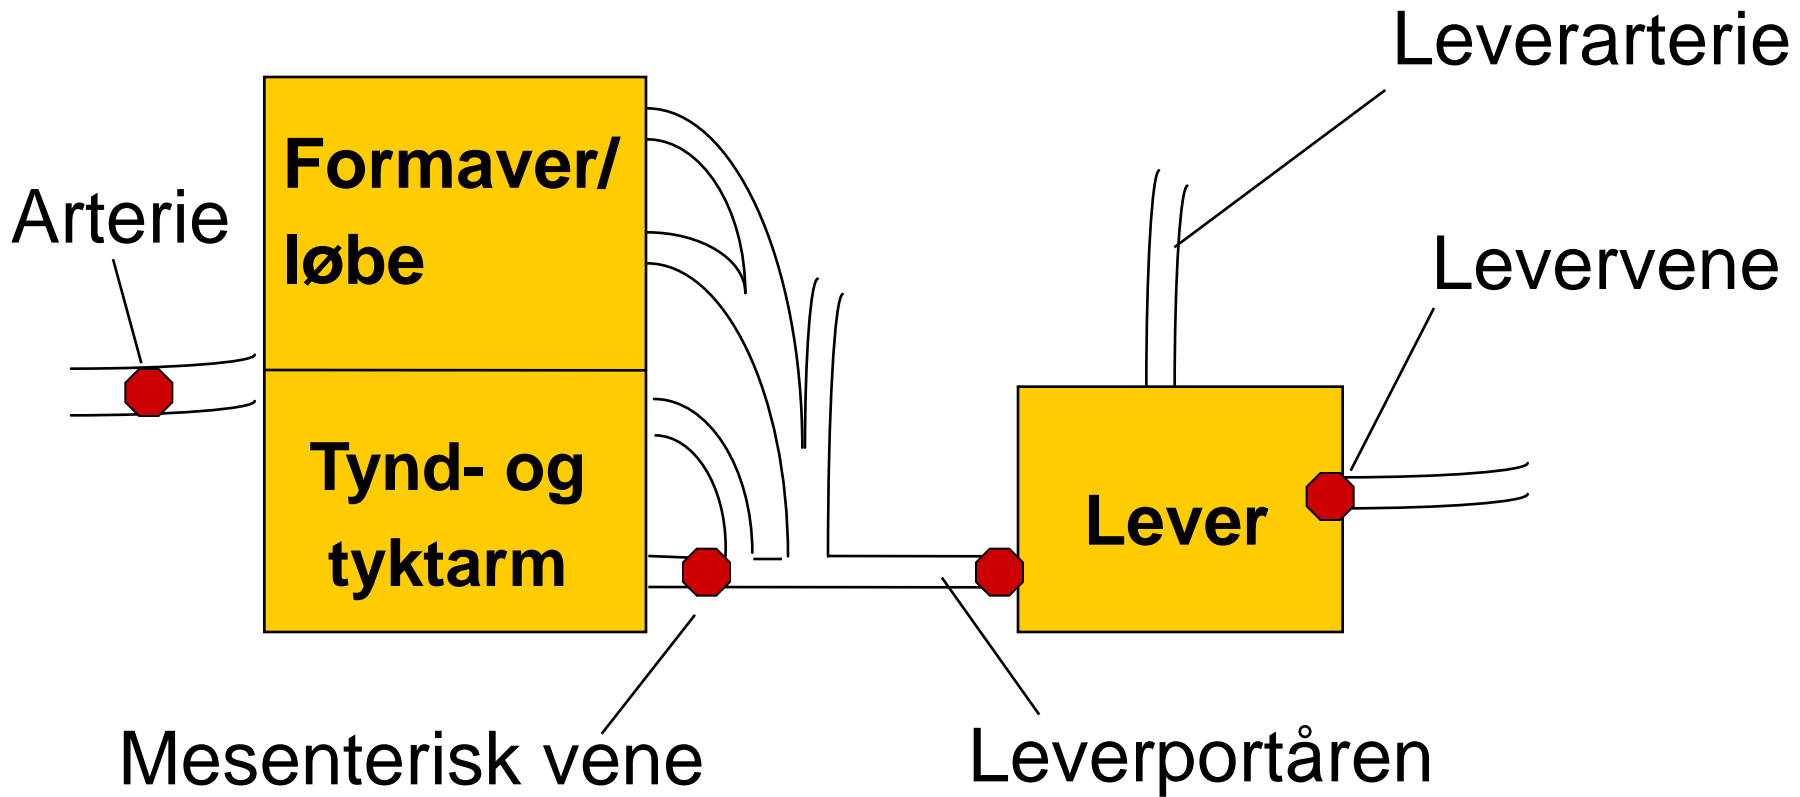 Leverarterie
Formaver/
løbe
Arterie
Levervene
Tynd- og
tyktarm
Lever
Mesenterisk vene
Leverportåren